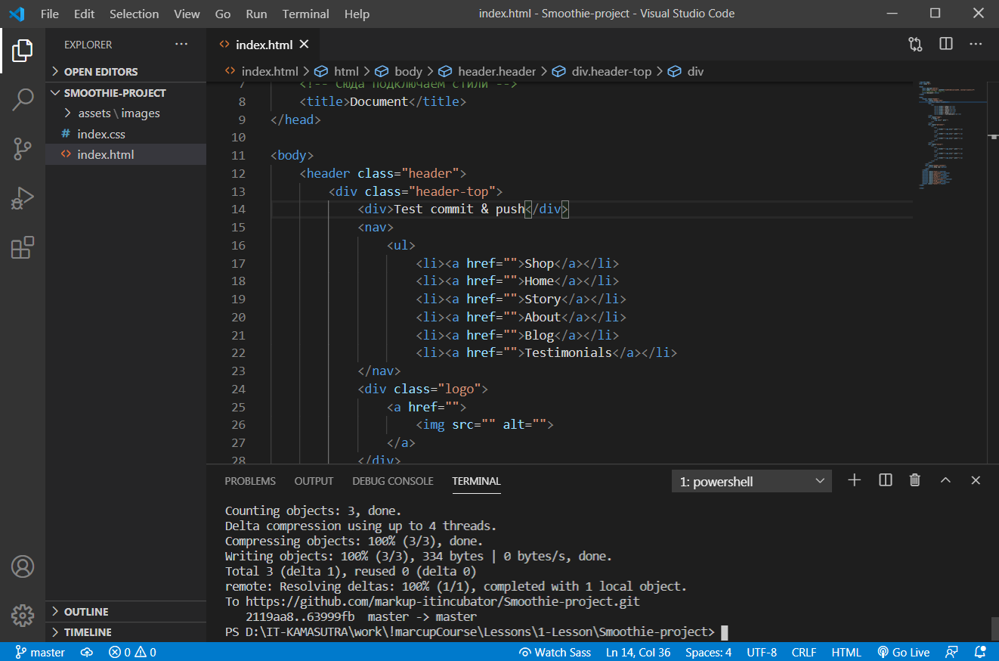 File Edit Selection View Go Run Terminal Help index.html - Smoothie-project - Visual Studio Code
EXPLORER
OPEN EDITORS
SMOOTHIE-PROJECT
assets \ images
# index.css
<> index.html
<> index.html
<> index.html > html > body > header.header > div.header-top > div
7 <!-- Сюда подключаем стили -->
8 <title>Document</title>
9 </head>
10
11 <body>
12 <header class="header">
13 <div class="header-top">
14 <div>Test commit & push</div>
15 <nav>
16 <ul>
17 <li><a href="">Shop</a></li>
18 <li><a href="">Home</a></li>
19 <li><a href="">Story</a></li>
20 <li><a href="">About</a></li>
21 <li><a href="">Blog</a></li>
22 <li><a href="">Testimonials</a></li>
23 </nav>
24 <div class="logo">
25 <a href="">
26 <img src="" alt="">
27 </a>
28 </div>
PROBLEMS OUTPUT DEBUG CONSOLE TERMINAL 1: powershell
Counting objects: 3, done.
Delta compression using up to 4 threads.
Compressing objects: 100% (3/3), done.
Writing objects: 100% (3/3), 334 bytes | 0 bytes/s, done.
Total 3 (delta 1), reused 0 (delta 0)
remote: Resolving deltas: 100% (1/1), completed with 1 local object.
To https://github.com/markup-itincubator/Smoothie-project.git
2119aa8..63999fb master -> master
PS D:\IT-KAMASUTRA\work\!marcupCourse\Lessons\1-Lesson\Smoothie-project>
OUTLINE
TIMELINE
master 0 0 Watch Sass Ln 14, Col 36 Spaces: 4 UTF-8 CRLF HTML Go Live